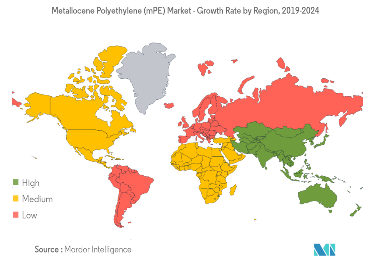 Metallocene Polyethylene (mPE) Market - Growth Rate by Region, 2019-2024
High
Medium
Low
Source : Mordor Intelligence